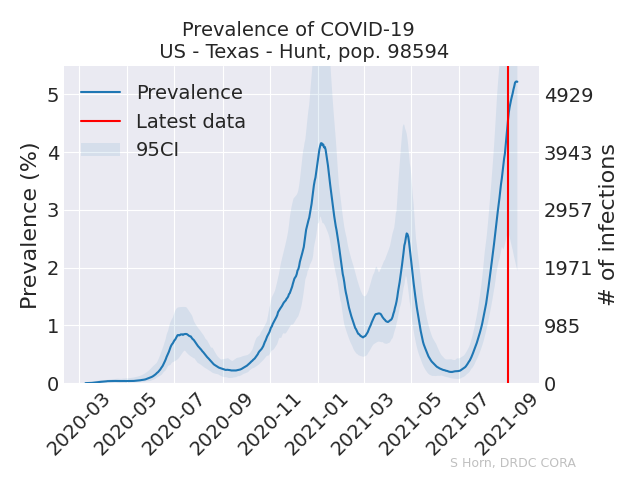 Prevalence of COVID-19
US - Texas - Hunt, pop. 98594
Prevalence
Latest data
95CI
Prevalence (%)
5
4
3
2
1
0
4929
3943
2957
1971
985
0
# of infections
2020-03
2020-05
2020-07
2020-09
2020-11
2021-01
2021-03
2021-05
2021-07
2021-09
S Horn, DRDC CORA